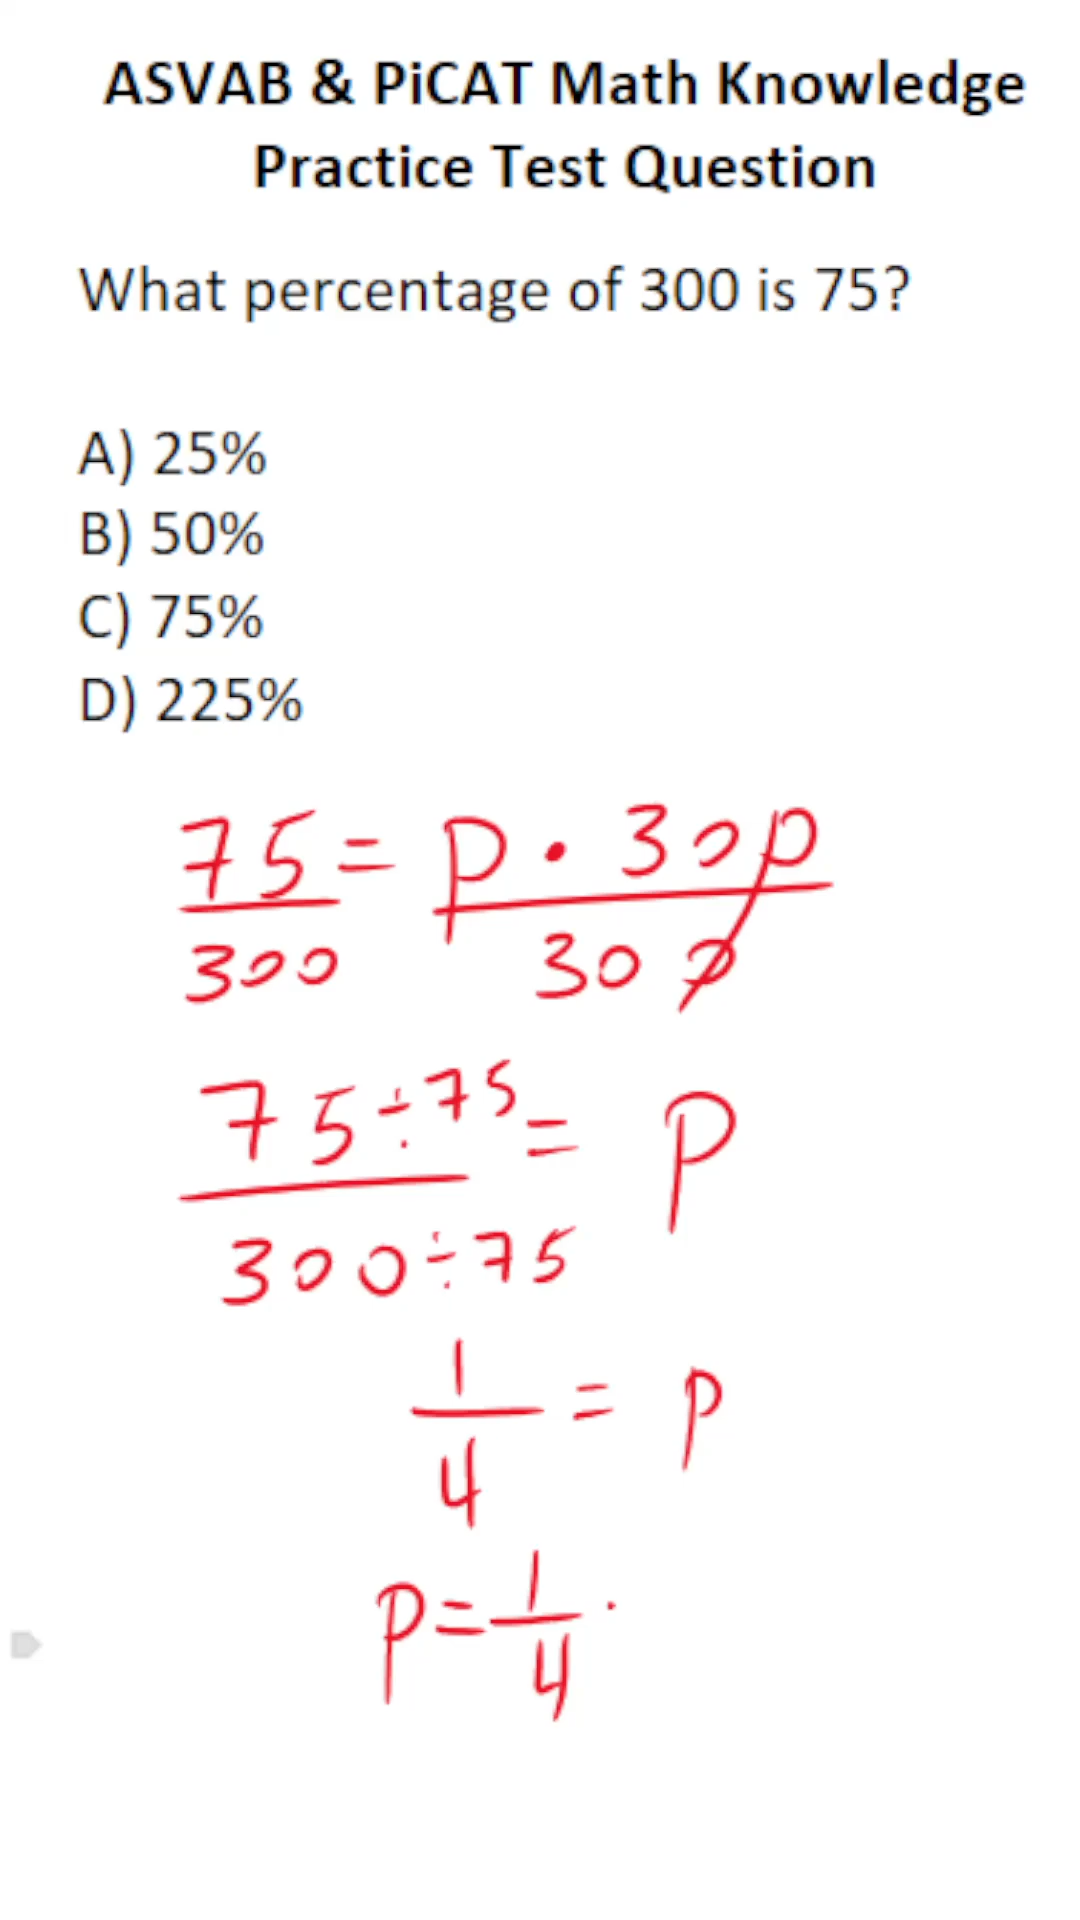 ASVAB & PiCAT Math Knowledge
Practice Test Question
What percentage of 300 is 75?
A) 25%
B) 50%
C) 75%
D) 225%
75 = p · 300
300 300
75 ÷ 75 = p
300 ÷ 75
1/4 = p
p = 1/4 ·